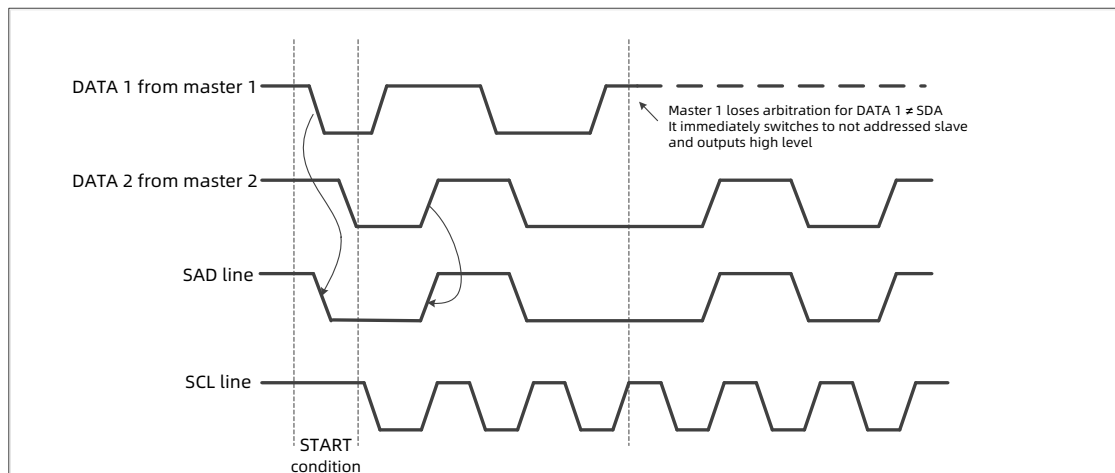 DATA 1 from master 1
Master 1 loses arbitration for DATA 1 ≠ SDA
It immediately switches to not addressed slave
and outputs high level
DATA 2 from master 2
SAD line
SCL line
START
condition